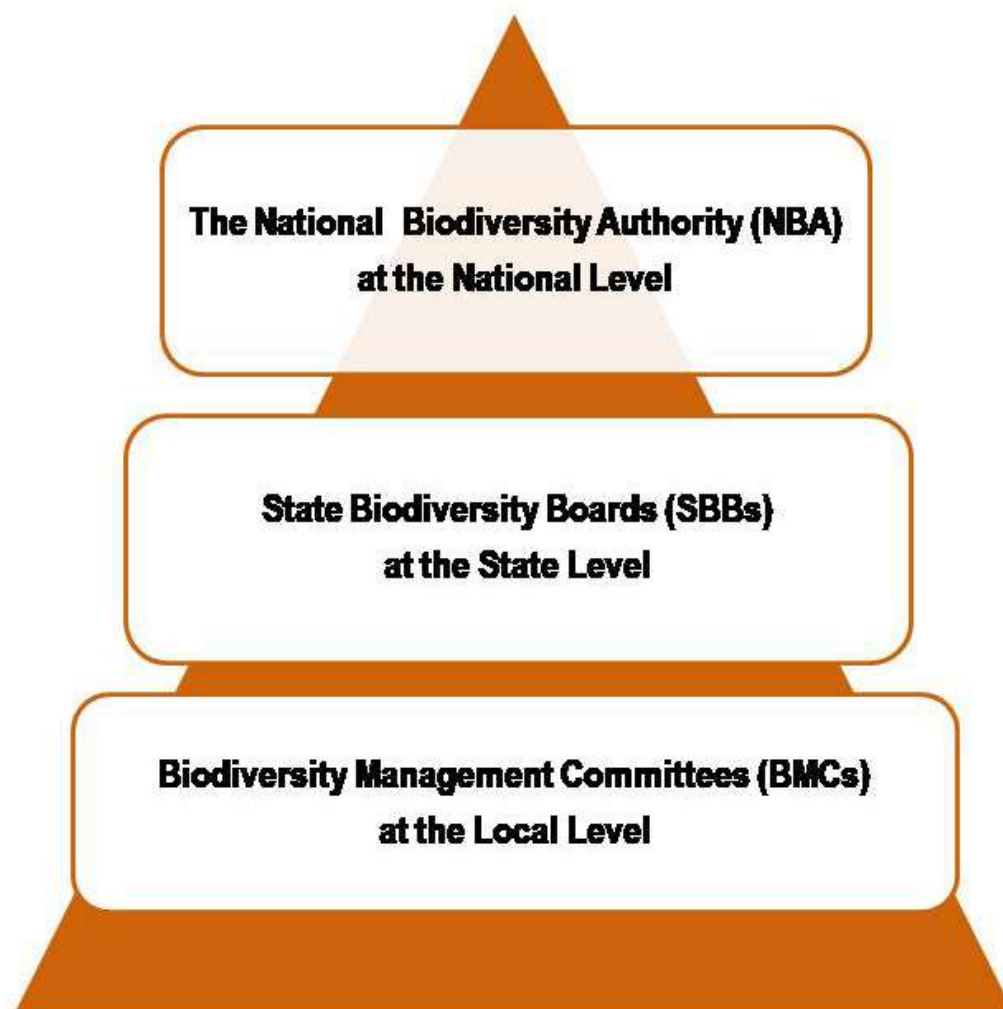 The National Biodiversity Authority (NBA)
at the National Level
State Biodiversity Boards (SBBs)
at the State Level
Biodiversity Management Committees (BMCs)
at the Local Level